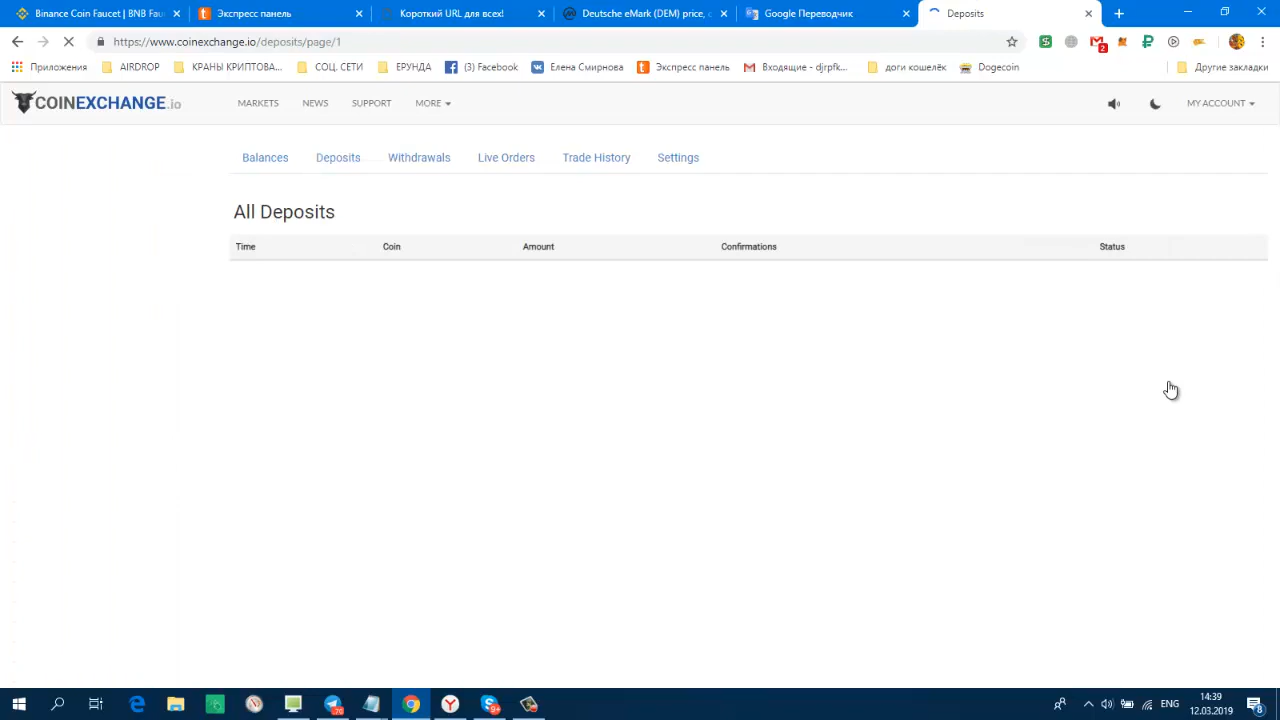 Binance Coin Faucet | BNB Fau
Экспресс панель
Короткий URL для всех!
Deutsche eMark (DEM) price, c
Google Переводчик
Deposits
https://www.coinexchange.io/deposits/page/1
2
Приложения
AIRDROP
КРАНЫ КРИПТОВА...
СОЦ. СЕТИ
ЕРУНДА
(3) Facebook
Елена Смирнова
Экспресс панель
Входящие - djrpfk...
доги кошелёк
Dogecoin
Другие закладки
COINEXCHANGE.io
MARKETS
NEWS
SUPPORT
MORE
MY ACCOUNT
Balances
Deposits
Withdrawals
Live Orders
Trade History
Settings
All Deposits
Time
Coin
Amount
Confirmations
Status
ENG
14:39
12.03.2019
8